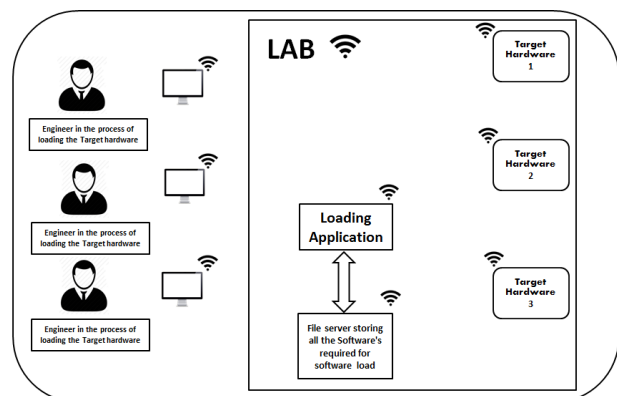 Engineer in the process of
loading the Target hardware
Engineer in the process of
loading the Target hardware
Engineer in the process of
loading the Target hardware
LAB
Loading
Application
File server storing
all the Software's
required for
software load
Target
Hardware
1
Target
Hardware
2
Target
Hardware
3